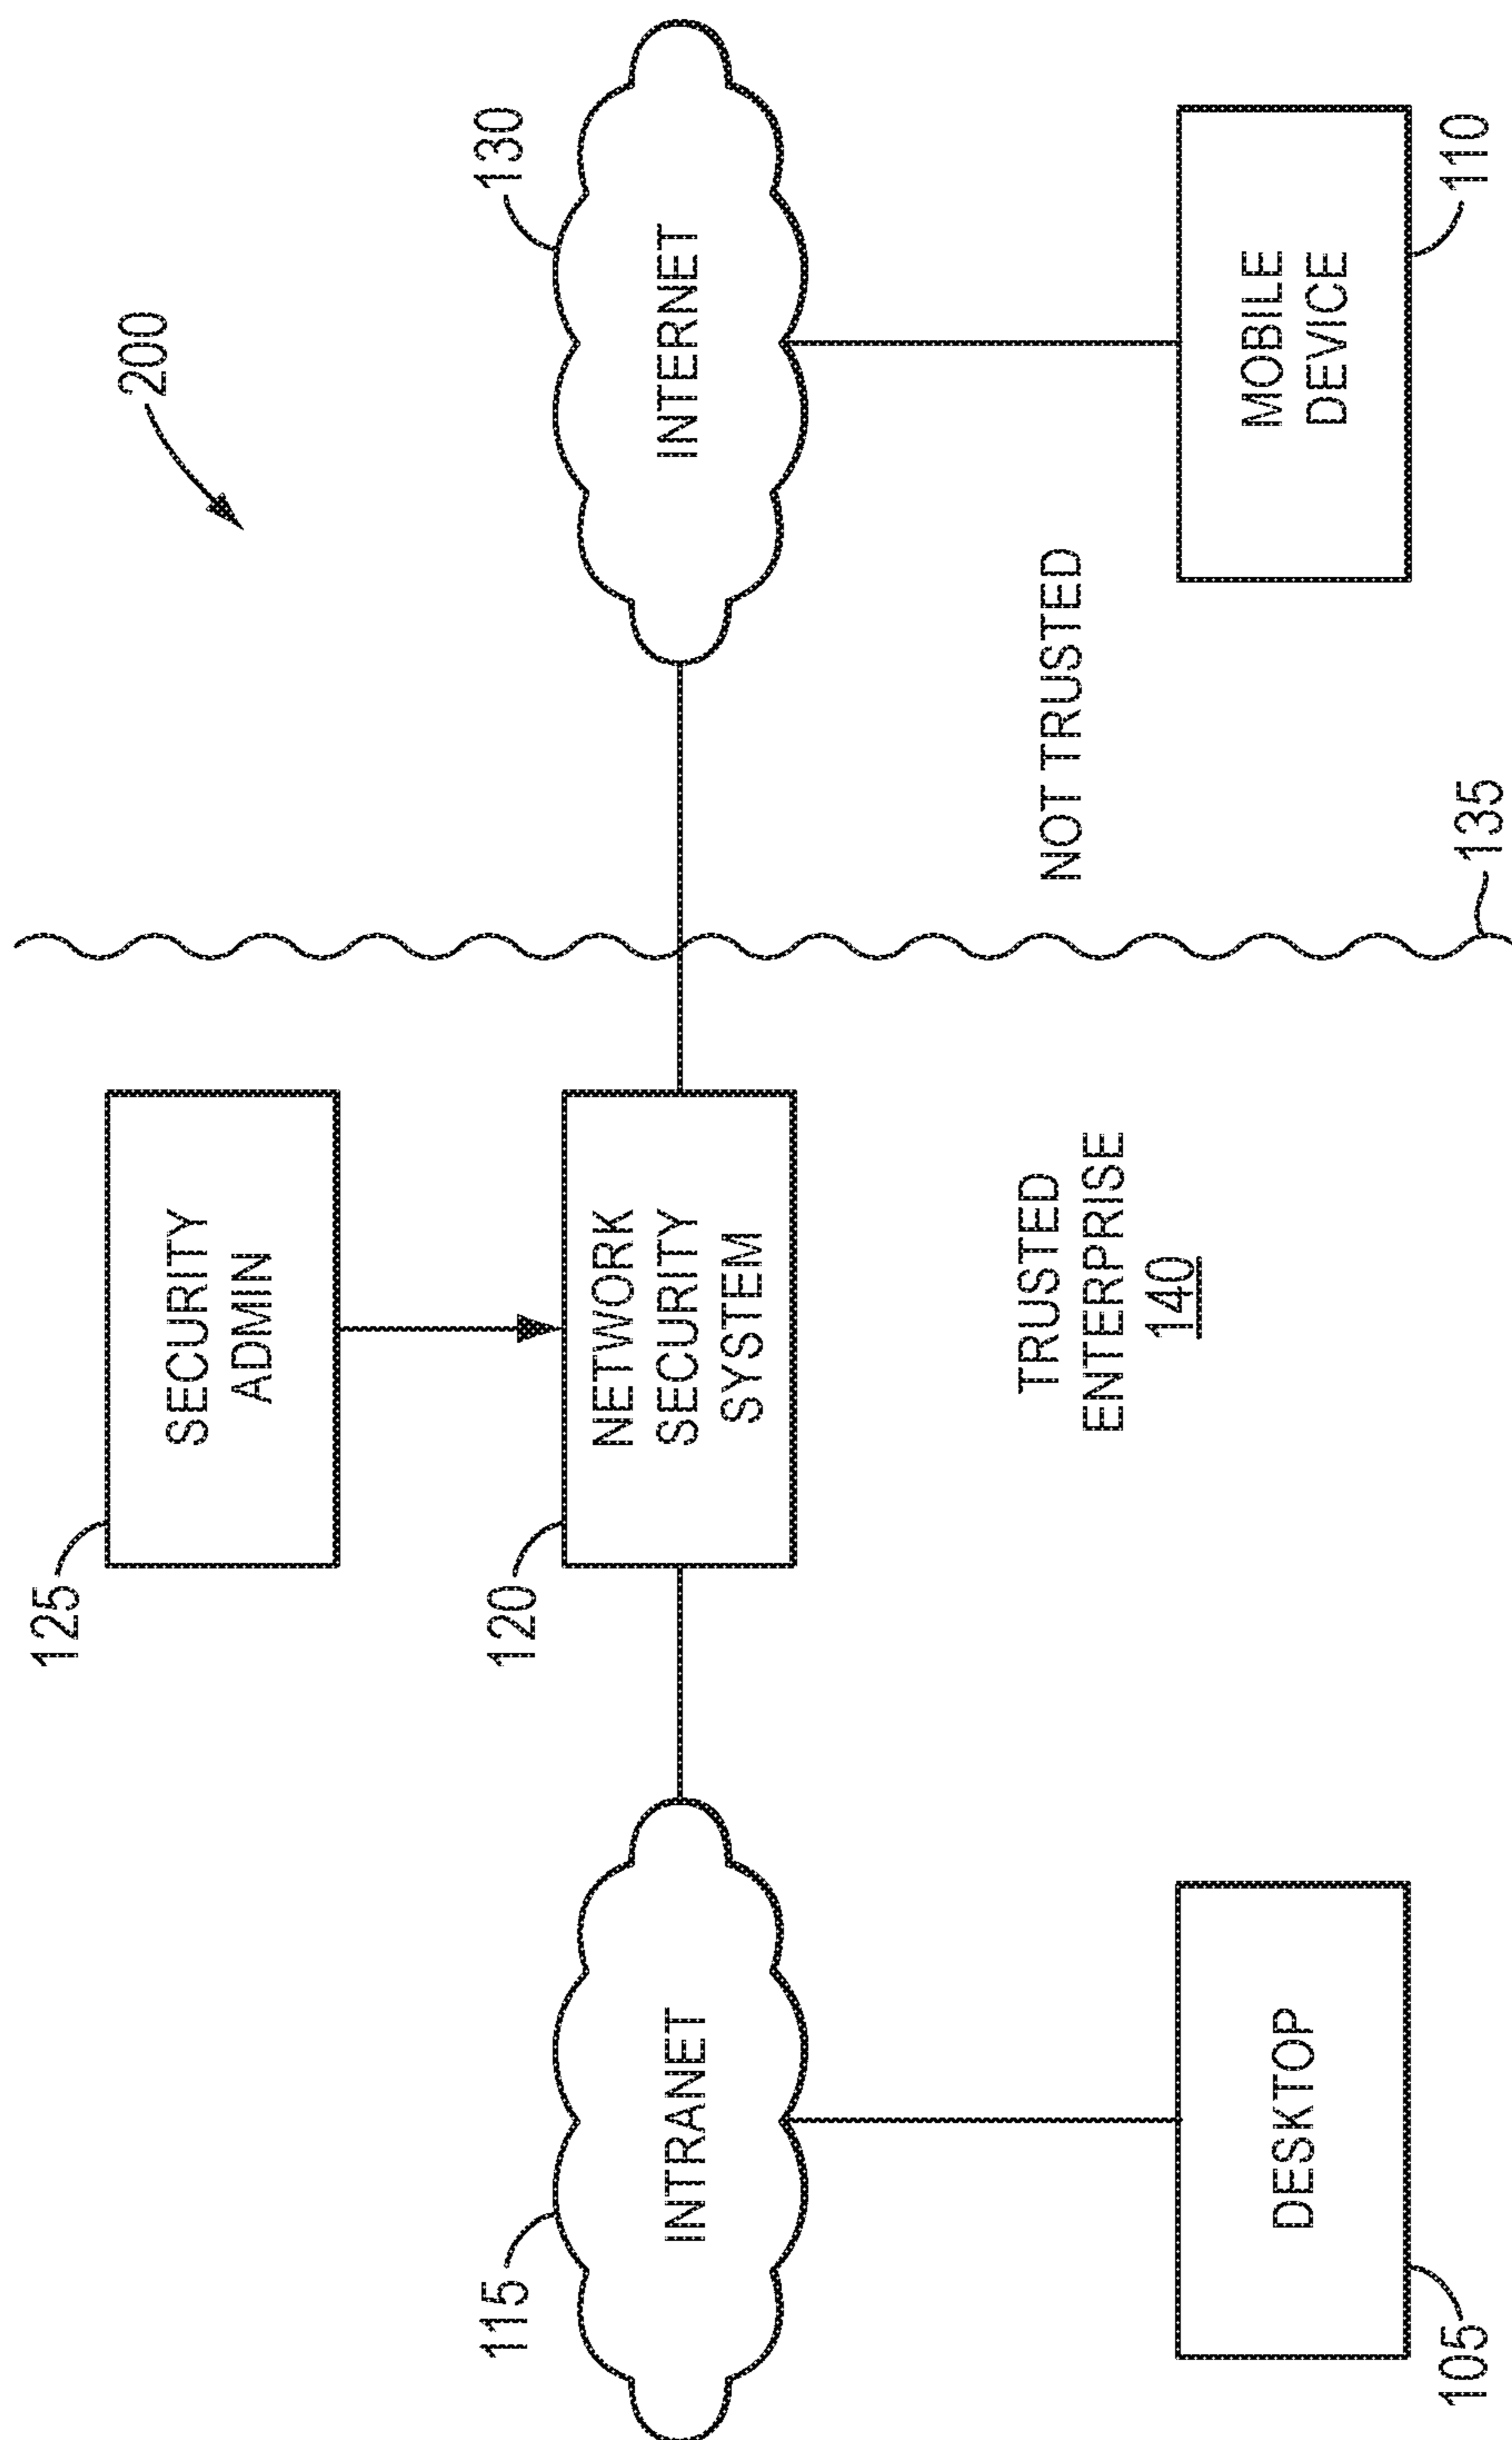 200
125
SECURITY
ADMIN
115
INTRANET
120
NETWORK
SECURITY
SYSTEM
130
INTERNET
TRUSTED
ENTERPRISE
140
NOT TRUSTED
DESKTOP
105
135
MOBILE
DEVICE
110